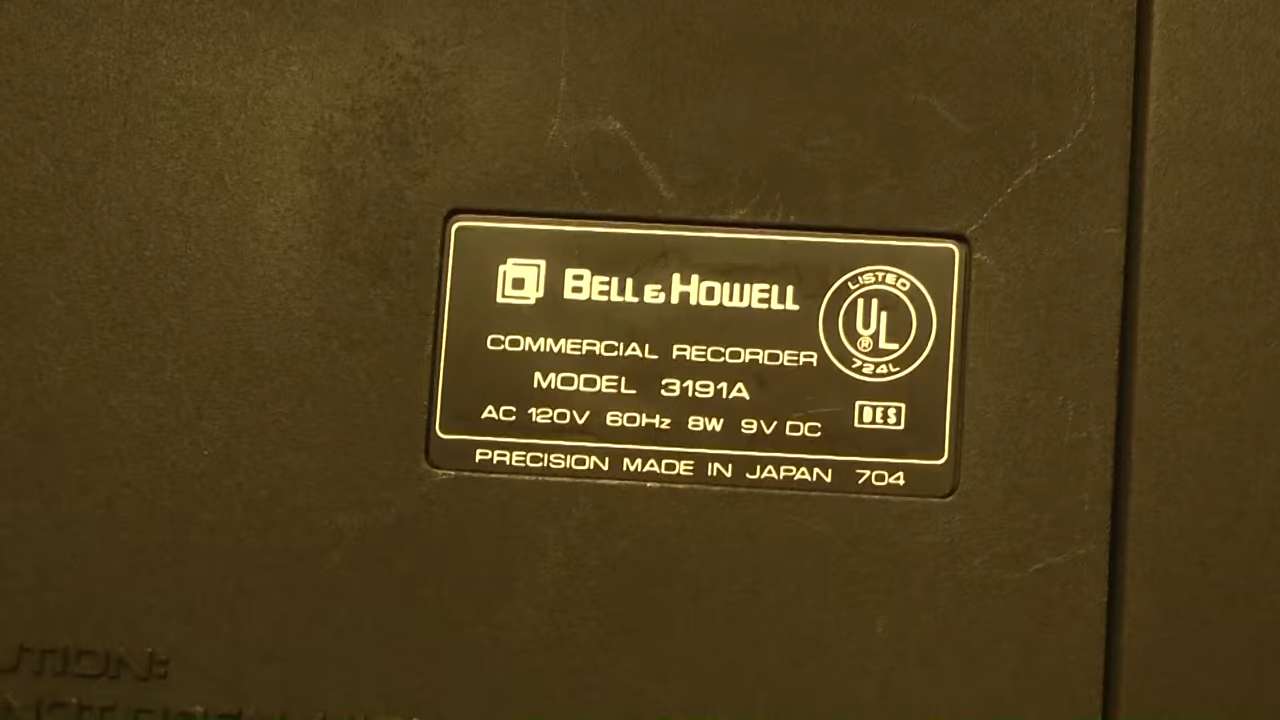 BELL & HOWELL
LISTED
UL
®
724L
COMMERCIAL RECORDER
MODEL 3191A
AC 120V 60Hz 8W 9V DC
BES
PRECISION MADE IN JAPAN 704
UTION: